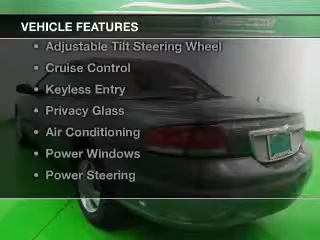 VEHICLE FEATURES
• Adjustable Tilt Steering Wheel
• Cruise Control
• Keyless Entry
• Privacy Glass
• Air Conditioning
• Power Windows
• Power Steering